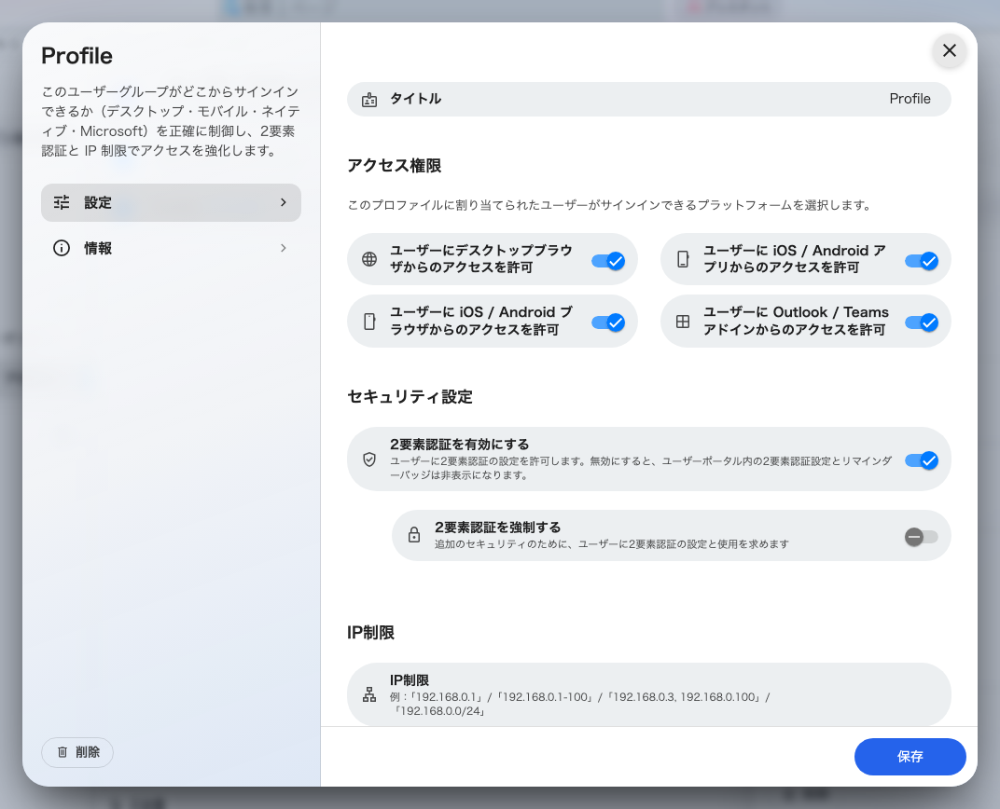 Profile
このユーザーグループがどこからサインイン
できるか（デスクトップ・モバイル・ネイテ
ィブ・Microsoft）を正確に制御し、2要素
認証と IP 制限でアクセスを強化します。
設定
情報
削除
タイトル
Profile
アクセス権限
このプロファイルに割り当てられたユーザーがサインインできるプラットフォームを選択します。
ユーザーにデスクトップブラウ
ザからのアクセスを許可
ユーザーに iOS / Android ア
プリからのアクセスを許可
ユーザーに iOS / Android ブ
ラウザからのアクセスを許可
ユーザーに Outlook / Teams
アドインからのアクセスを許可
セキュリティ設定
2要素認証を有効にする
ユーザーに2要素認証の設定を許可します。無効にすると、ユーザーポータル内の2要素認証設定とリマインダ
ーバッジは非表示になります。
2要素認証を強制する
追加のセキュリティのために、ユーザーに2要素認証の設定と使用を求めます
IP制限
IP制限
例：「192.168.0.1」/「192.168.0.1-100」/「192.168.0.3, 192.168.0.100」/
「192.168.0.0/24」
保存